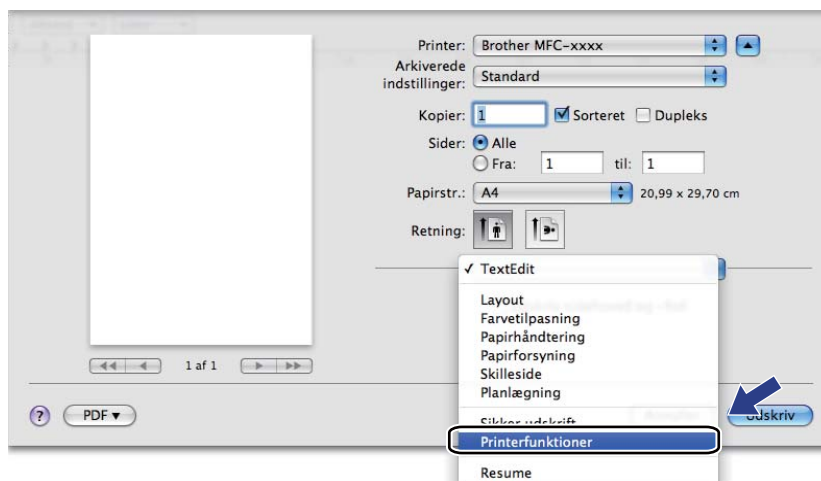 Printer: Brother MFC-xxxx
Arkiverede
indstillinger: Standard
Kopier: 1 Sorteret Dupleks
Sider: Alle
Fra: 1 til: 1
Papirstr.: A4 20,99 x 29,70 cm
Retning:
✓ TextEdit
Layout
Farvetilpasning
Papirhåndtering
Papirforsyning
Skilleside
Planlægning
Sikker udskrift
Printerfunktioner
Resume
1 af 1
? PDF ▼ Udskriv